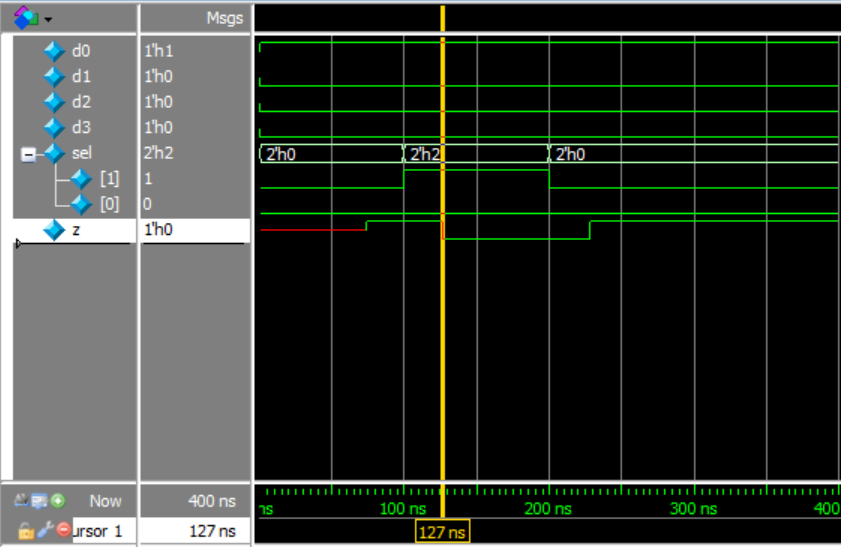 Msgs
d0 1'h1
d1 1'h0
d2 1'h0
d3 1'h0
sel 2'h2 2'h0 2'h2 2'h0
[1] 1
[0] 0
z 1'h0
Now 400 ns ns 100 ns 200 ns 300 ns 400
ursor 1 127 ns 127 ns